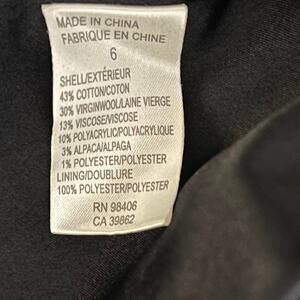 MADE IN CHINA
FABRIQUE EN CHINE
6
SHELL/EXTÉRIEUR
43% COTTON/COTON
30% VIRGINWOOL/LAINE VIERGE
13% VISCOSE/VISCOSE
10% POLYACRYLIC/POLYACRYLIQUE
3% ALPACA/ALPAGA
1% POLYESTER/POLYESTER
LINING/DOUBLURE
100% POLYESTER/POLYESTER
RN 98406
CA 39862